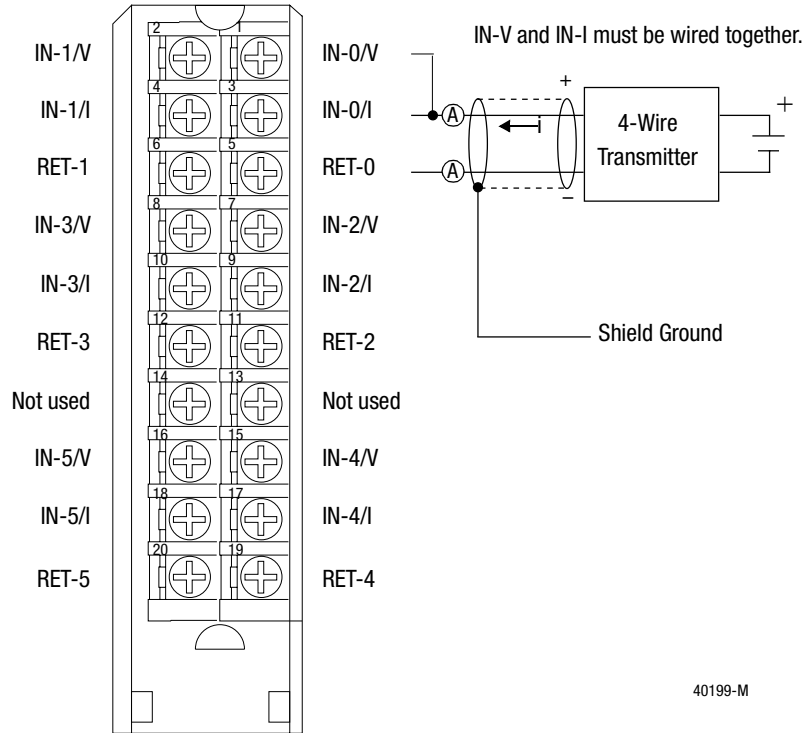 IN-V and IN-I must be wired together.
2 1
IN-1/V IN-0/V
+
4 3
IN-1/I IN-0/I A i 4-Wire Transmitter +
6 5
RET-1 RET-0 A
−
8 7
IN-3/V IN-2/V
10 9
IN-3/I IN-2/I
12 11
RET-3 RET-2 Shield Ground
14 13
Not used Not used
16 15
IN-5/V IN-4/V
18 17
IN-5/I IN-4/I
20 19
RET-5 RET-4
40199-M